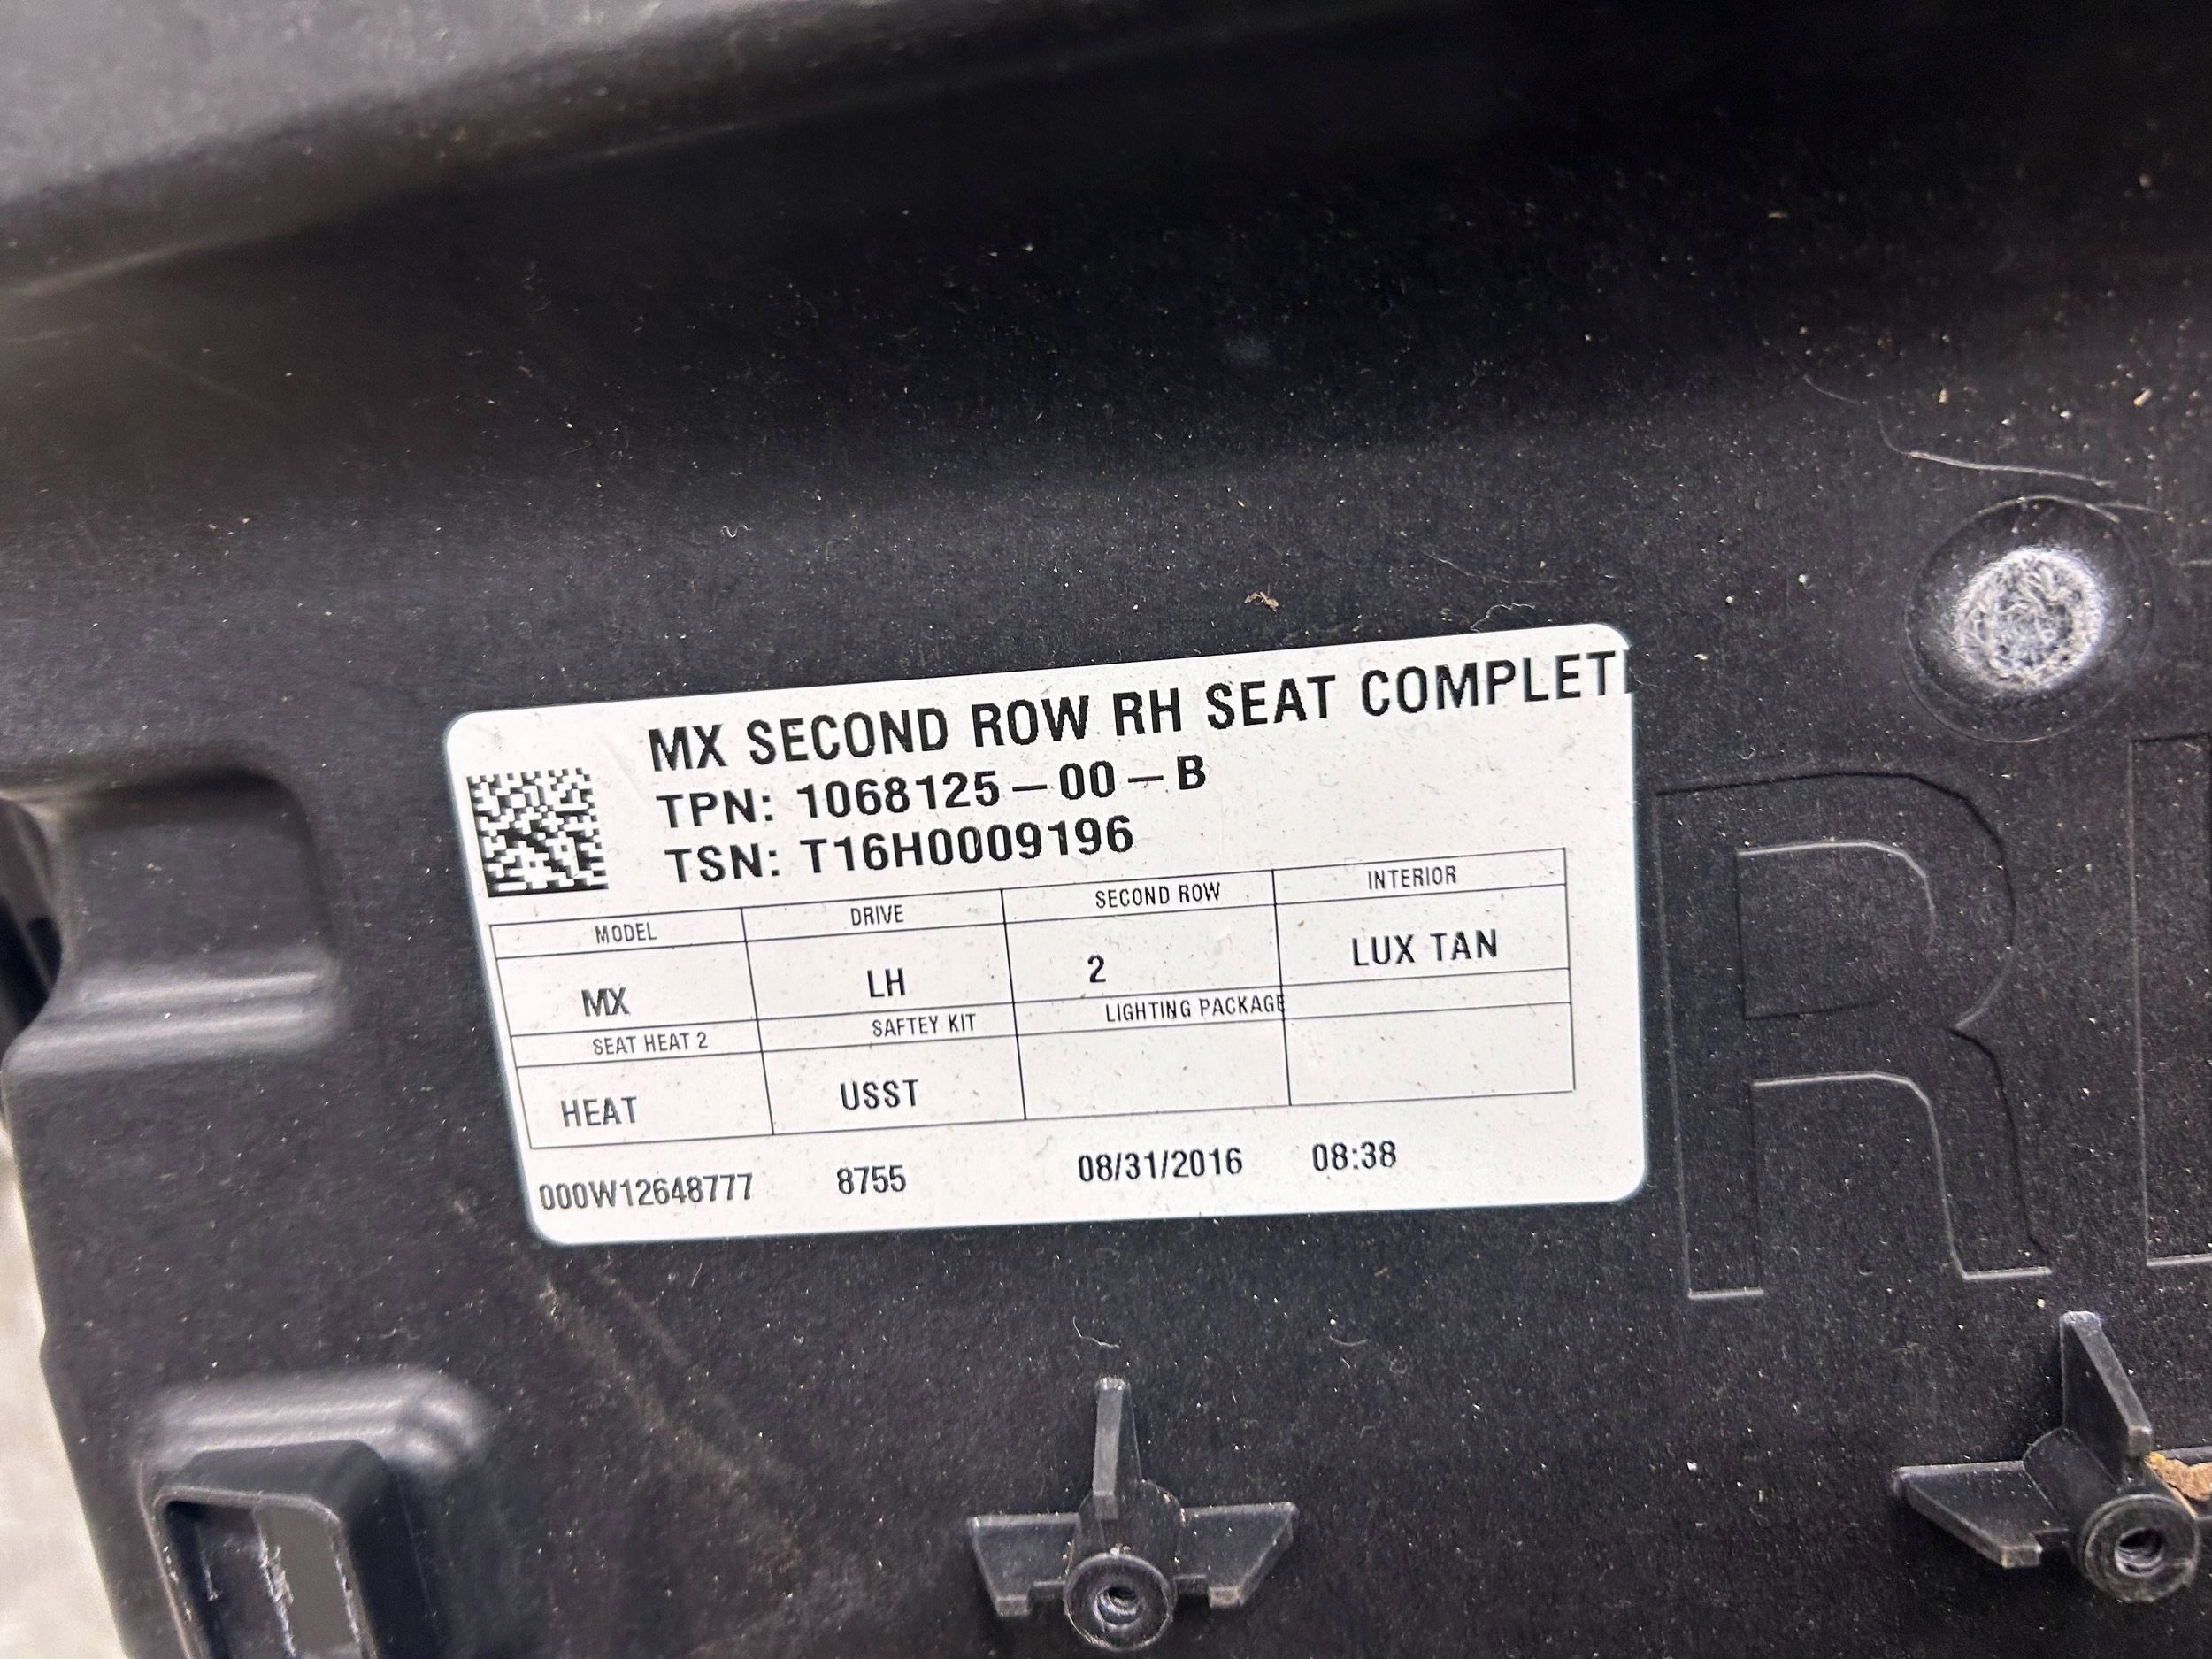 MX SECOND ROW RH SEAT COMPLET
TPN: 1068125-00-B
TSN: T16H0009196
MODEL DRIVE SECOND ROW INTERIOR
MX LH 2 LUX TAN
SEAT HEAT 2 SAFTEY KIT LIGHTING PACKAGE
HEAT USST
000W12648777 8755 08/31/2016 08:38
R